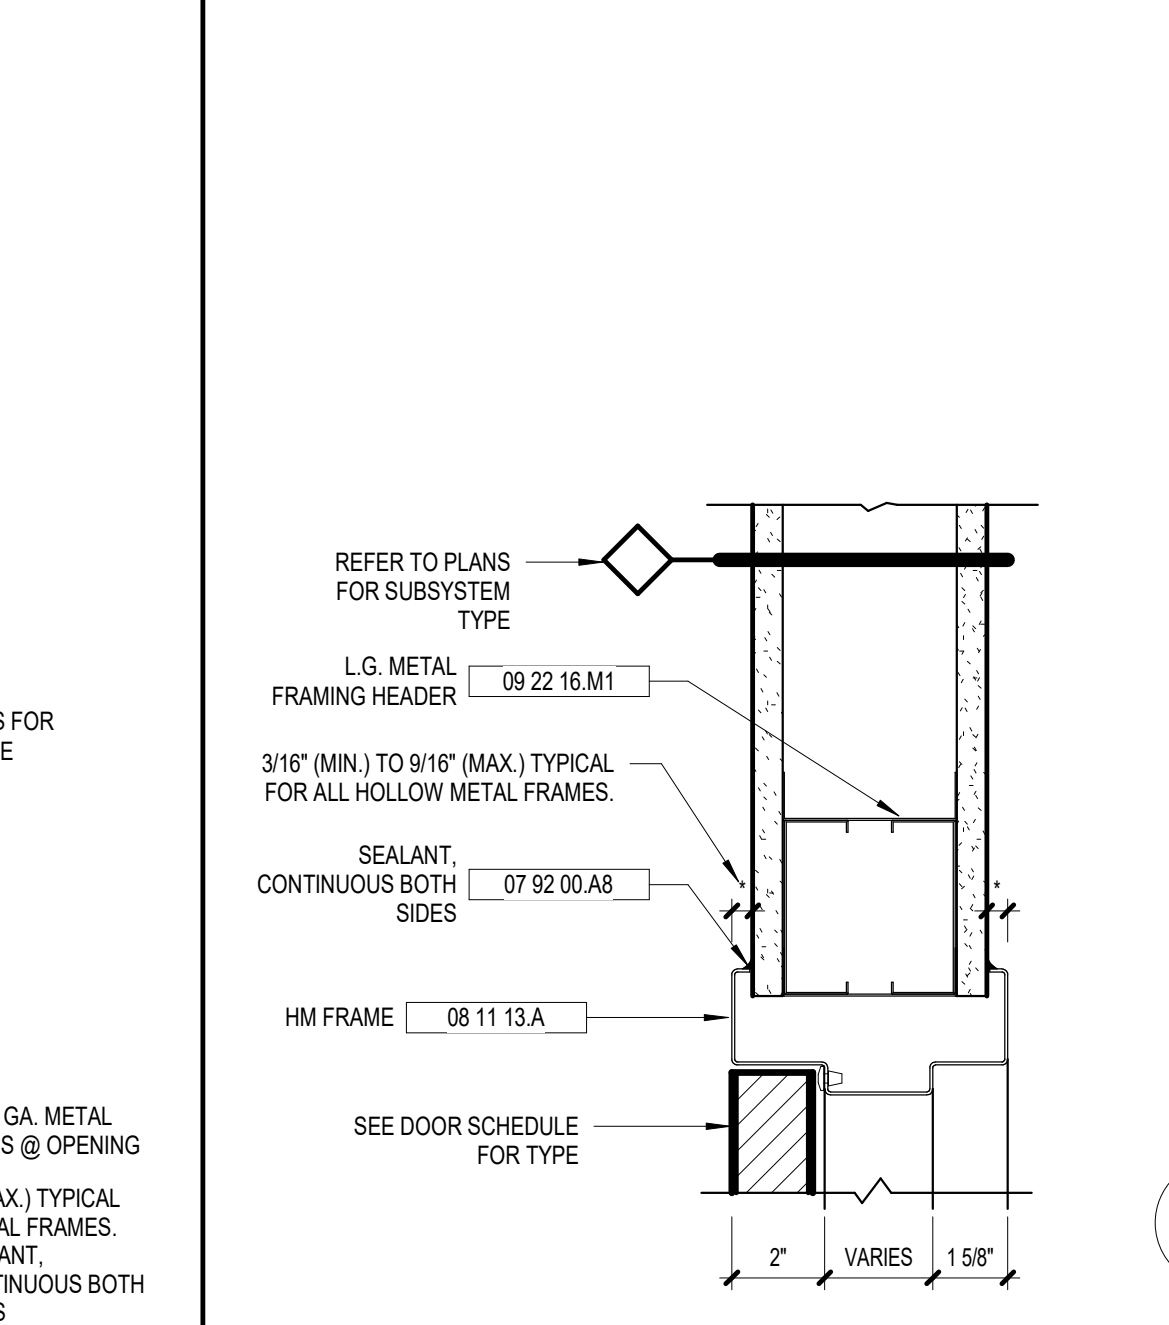 REFER TO PLANS
FOR SUBSYSTEM
TYPE
L.G. METAL
FRAMING HEADER
09 22 16.M1
3/16" (MIN.) TO 9/16" (MAX.) TYPICAL
FOR ALL HOLLOW METAL FRAMES.
SEALANT,
CONTINUOUS BOTH
SIDES
07 92 00.A8
*
*
HM FRAME
08 11 13.A
SEE DOOR SCHEDULE
FOR TYPE
2"
VARIES
1 5/8"
S FOR
E
GA. METAL
S @ OPENING
AX.) TYPICAL
AL FRAMES.
ANT,
TINUOUS BOTH
S